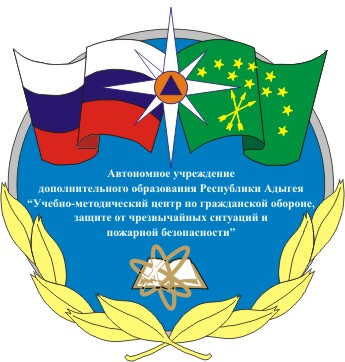 Автономное учреждение
дополнительного образования Республики Адыгея
“Учебно-методический центр по гражданской обороне,
защите от чрезвычайных ситуаций и
пожарной безопасности”